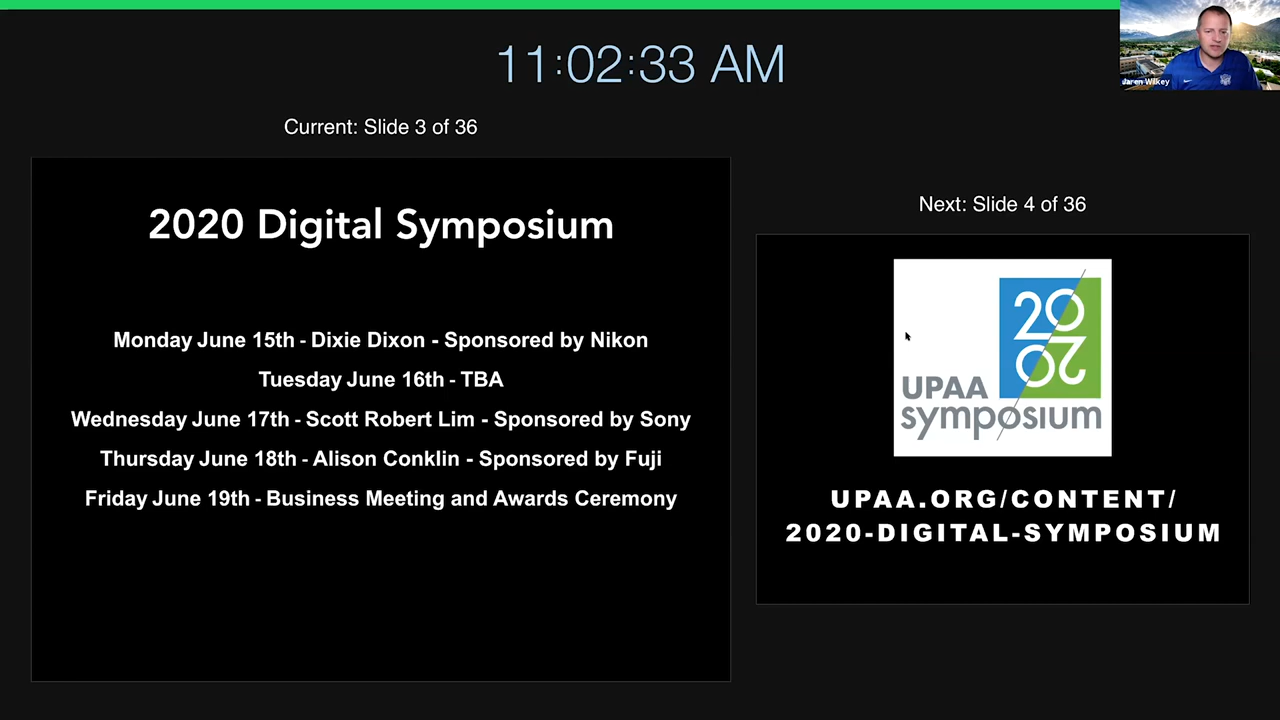 11:02:33 AM
Jaren Wilkey
Current: Slide 3 of 36
2020 Digital Symposium
Monday June 15th - Dixie Dixon - Sponsored by Nikon
Tuesday June 16th - TBA
Wednesday June 17th - Scott Robert Lim - Sponsored by Sony
Thursday June 18th - Alison Conklin - Sponsored by Fuji
Friday June 19th - Business Meeting and Awards Ceremony
Next: Slide 4 of 36
20
20
UPAA
symposium
UPAA.ORG/CONTENT/
2020-DIGITAL-SYMPOSIUM